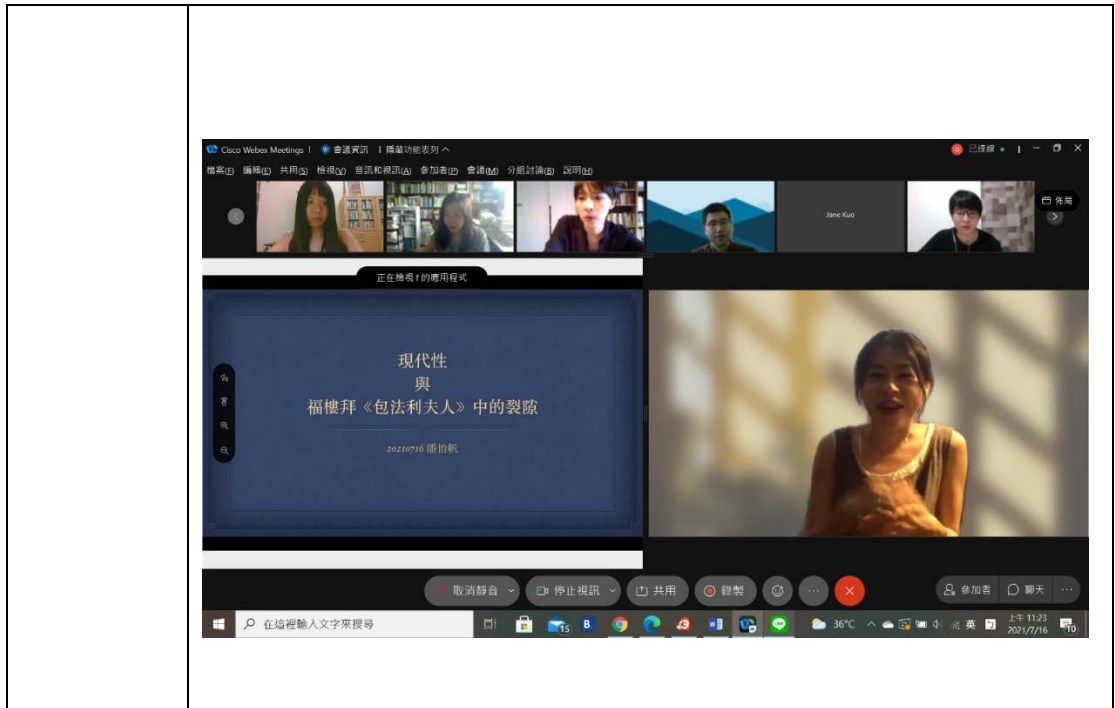 Cisco Webex Meetings | 會議資訊 | 隱藏功能表列 ^
已連線
檔案(F) 編輯(E) 共用(S) 檢視(V) 音訊和視訊(A) 參加者(P) 會議(M) 分組討論(B) 說明(H)
Jane Kuo
佈局
正在檢視 r 的應用程式
現代性
與
福樓拜《包法利夫人》中的裂隙
20210716 潘怡帆
取消靜音
停止視訊
共用
錄製
參加者
聊天
在這裡輸入文字來搜尋
15
36°C
英
上午 11:23
2021/7/16
10